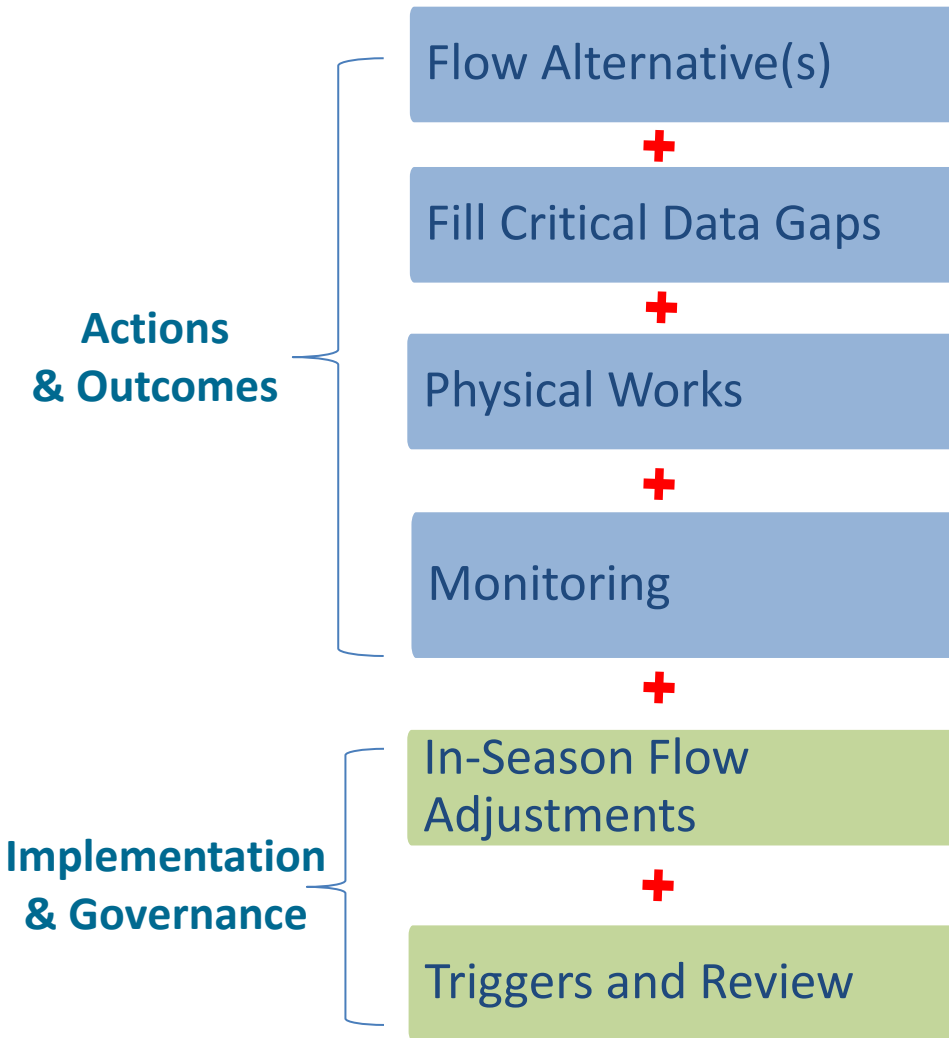 Flow Alternative(s)
+
Fill Critical Data Gaps
+
Physical Works
+
Monitoring
Actions
& Outcomes
+
In-Season Flow
Adjustments
+
Triggers and Review
Implementation
& Governance